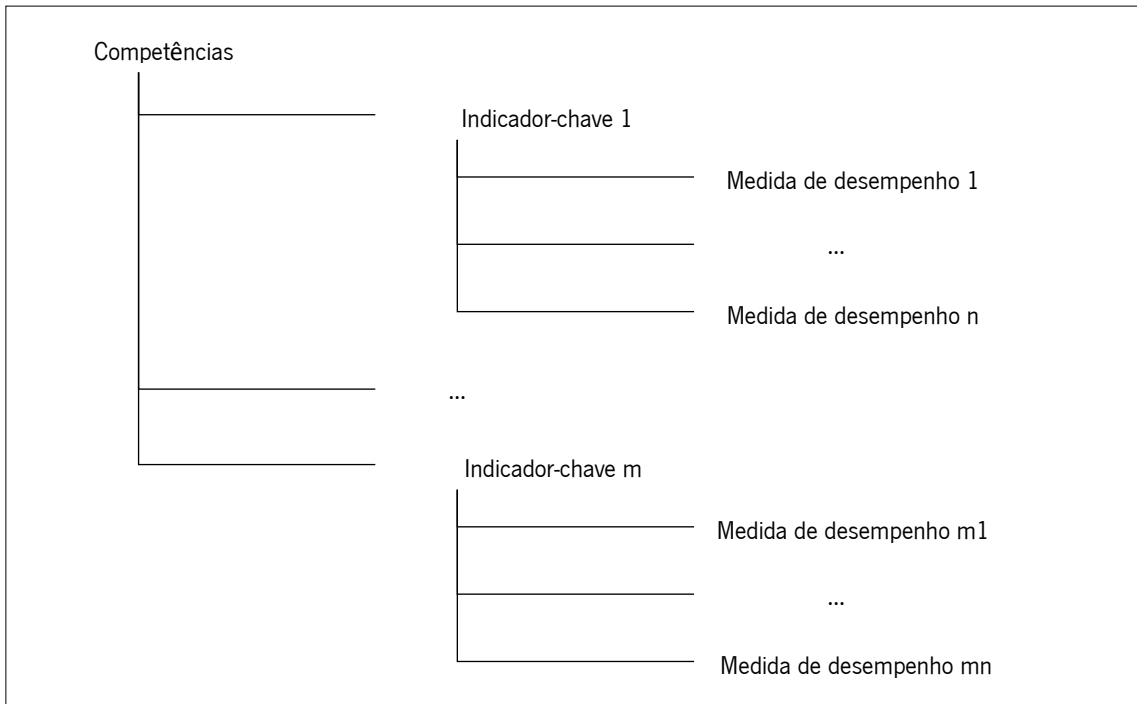 Competências
Indicador-chave 1
Medida de desempenho 1
...
Medida de desempenho n
...
Indicador-chave m
Medida de desempenho m1
...
Medida de desempenho mn